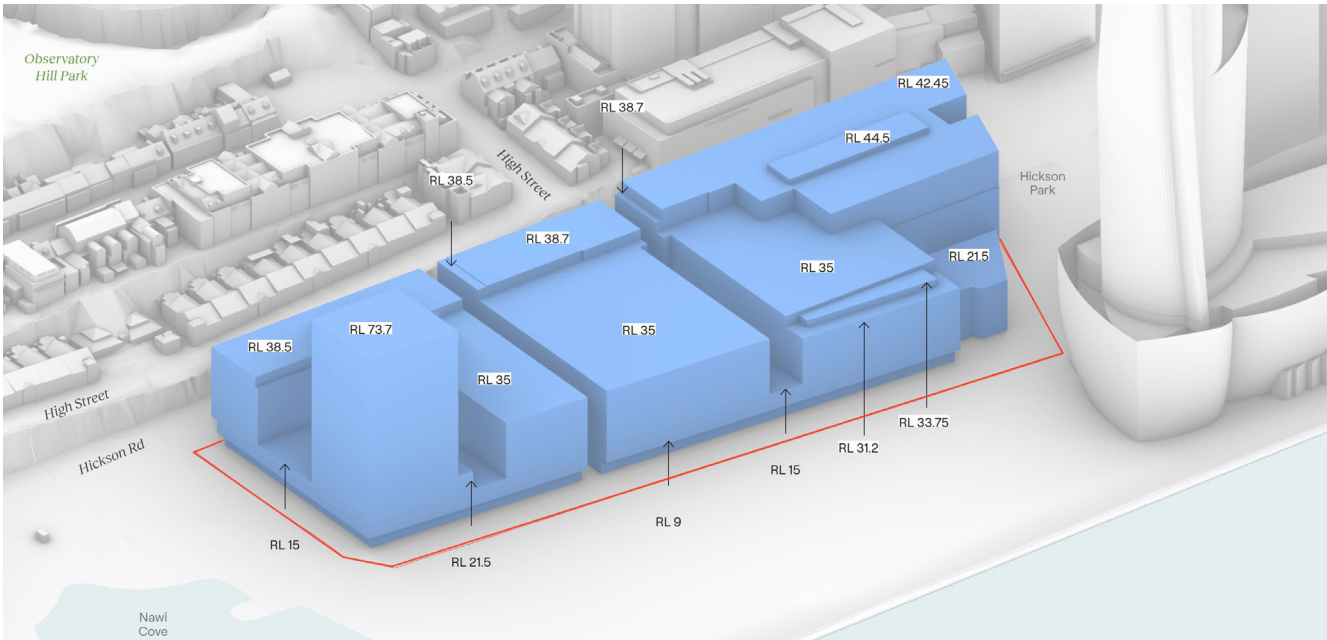 Observatory
Hill Park
RL 42.45
RL 38.7
RL 44.5
High Street
RL 38.5
Hickson
Park
RL 38.7
RL 35
RL 21.5
RL 73.7
RL 35
RL 38.5
RL 35
High Street
Hickson Rd
RL 33.75
RL 31.2
RL 15
RL 9
RL 15
RL 21.5
Nawi
Cove